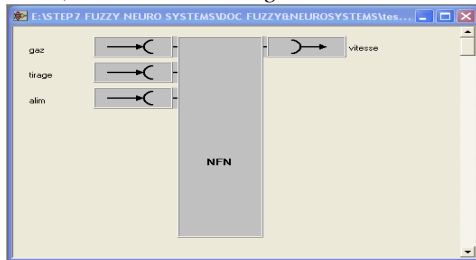 E:\STEP7 FUZZY NEURO SYSTEMS\DOC FUZZY&NEUROSYSTEMS\tes...
gaz
vitesse
tirage
alim
NFN